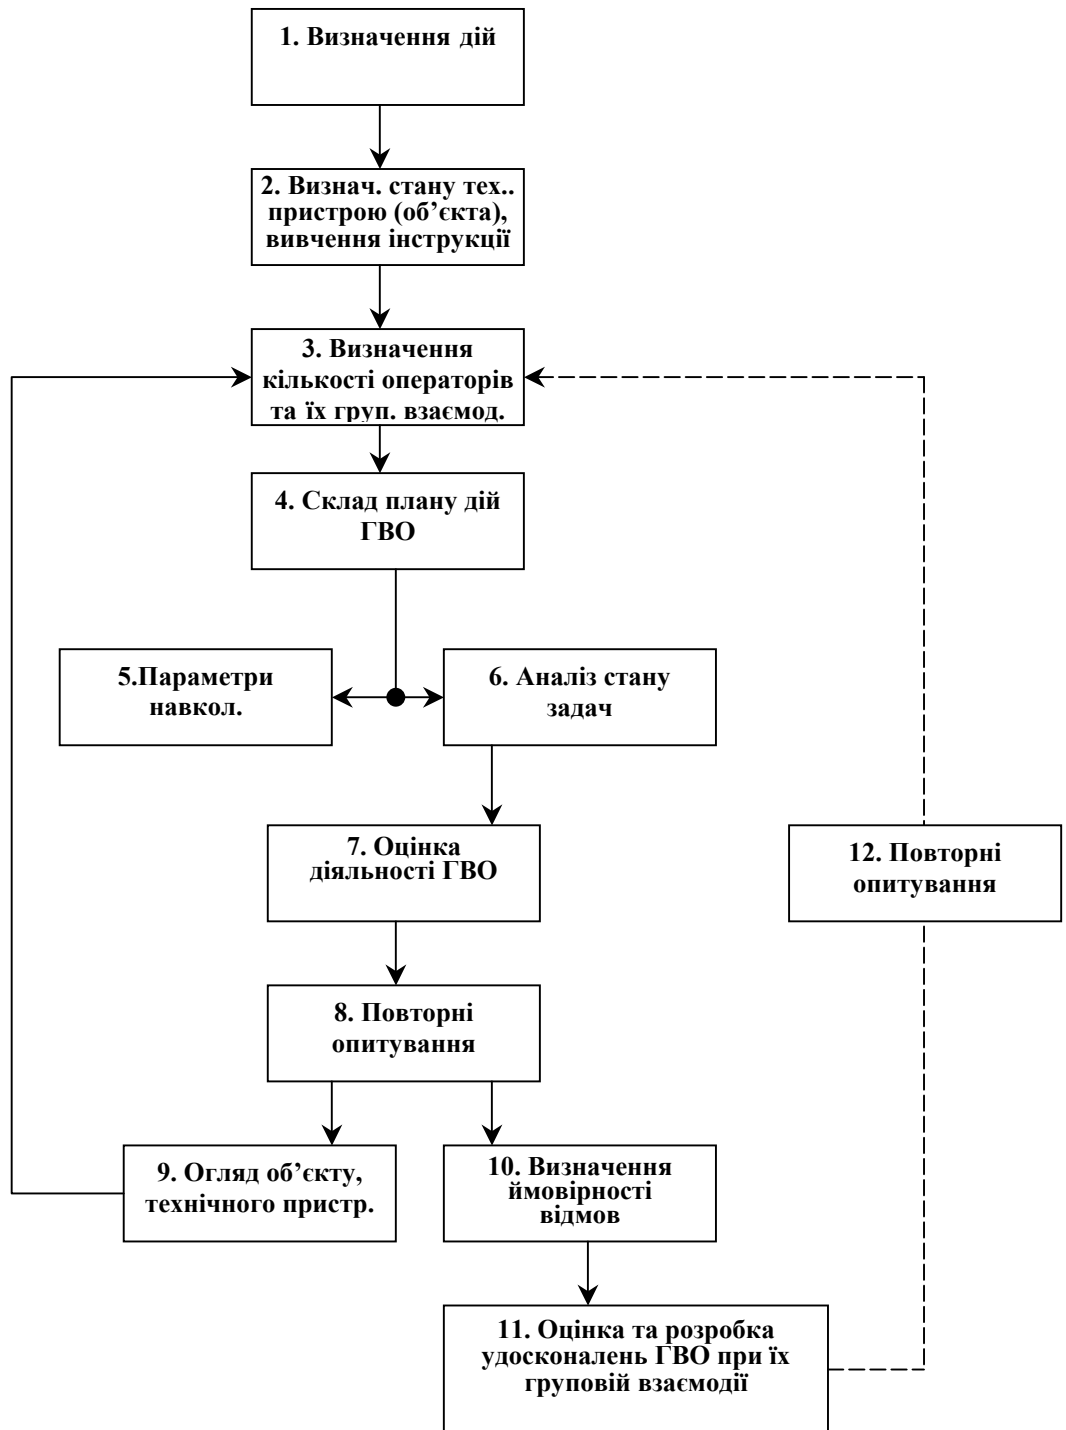 1. Визначення дій
2. Визнач. стану тех..
пристрою (об’єкта),
вивчення інструкції
3. Визначення
кількості операторів
та їх груп. взаємод.
4. Склад плану дій
ГВО
5.Параметри
навкол.
6. Аналіз стану
задач
7. Оцінка
діяльності ГВО
12. Повторні
опитування
8. Повторні
опитування
9. Огляд об’єкту,
технічного пристр.
10. Визначення
ймовірності
відмов
11. Оцінка та розробка
удосконалень ГВО при їх
груповій взаємодії